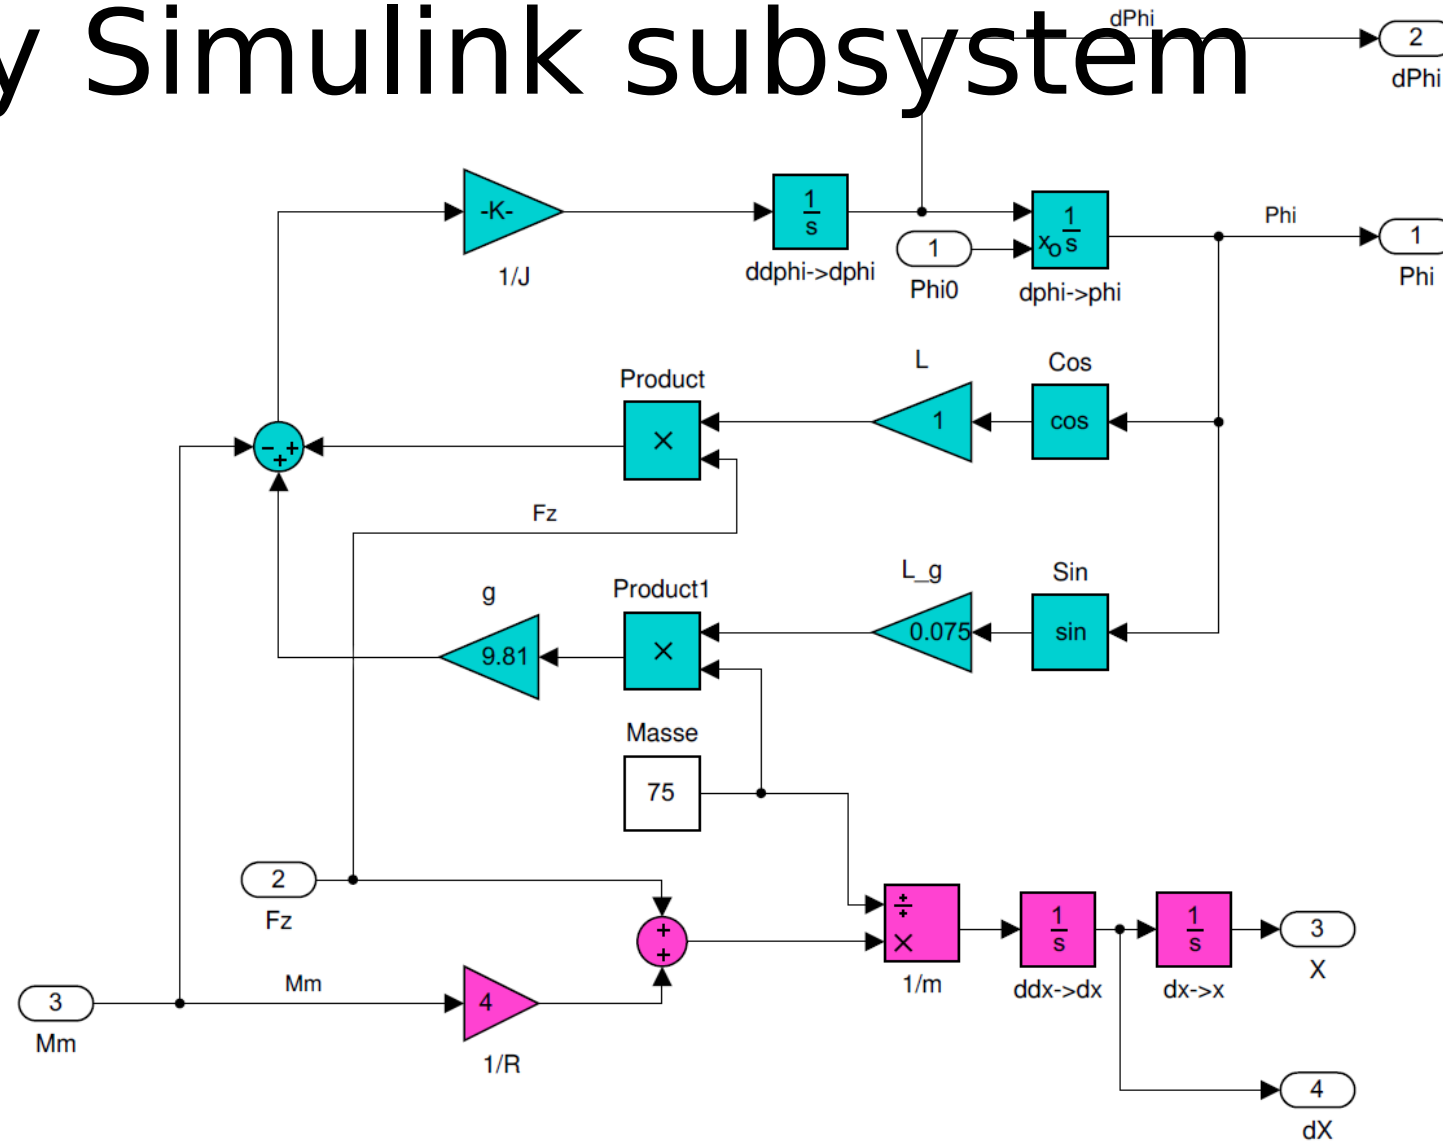 y Simulink subsystem
dPhi
2
dPhi
-K-
1/J
1
s
ddphi->dphi
1
Phi0
xo
1
s
dphi->phi
Phi
1
Phi
Product
×
L
1
Cos
cos
- + +
Fz
g
9.81
Product1
×
L_g
0.075
Sin
sin
Masse
75
2
Fz
+
+
÷
×
1/m
1
s
ddx->dx
1
s
dx->x
3
X
3
Mm
Mm
4
1/R
4
dX